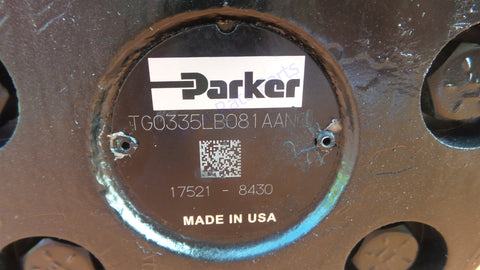 Parker
TG0335LB081AAN
17521 - 8430
MADE IN USA